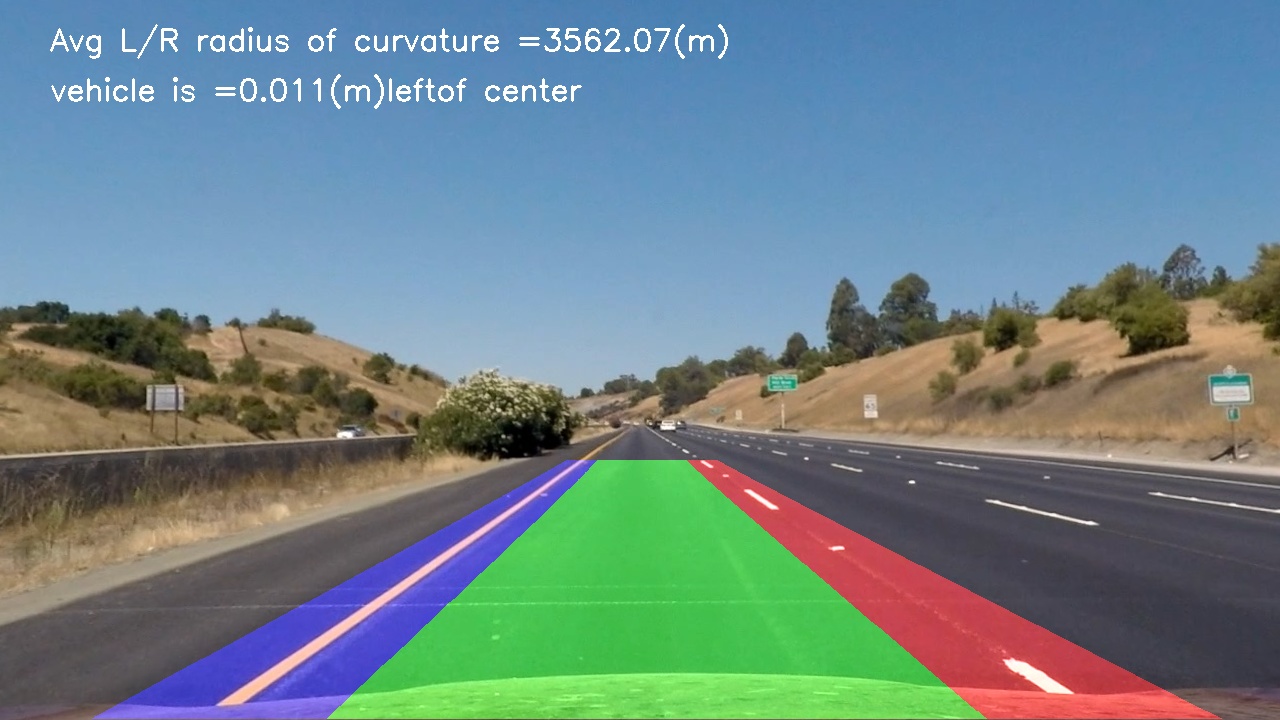 Avg L/R radius of curvature =3562.07(m)
vehicle is =0.011(m)leftof center